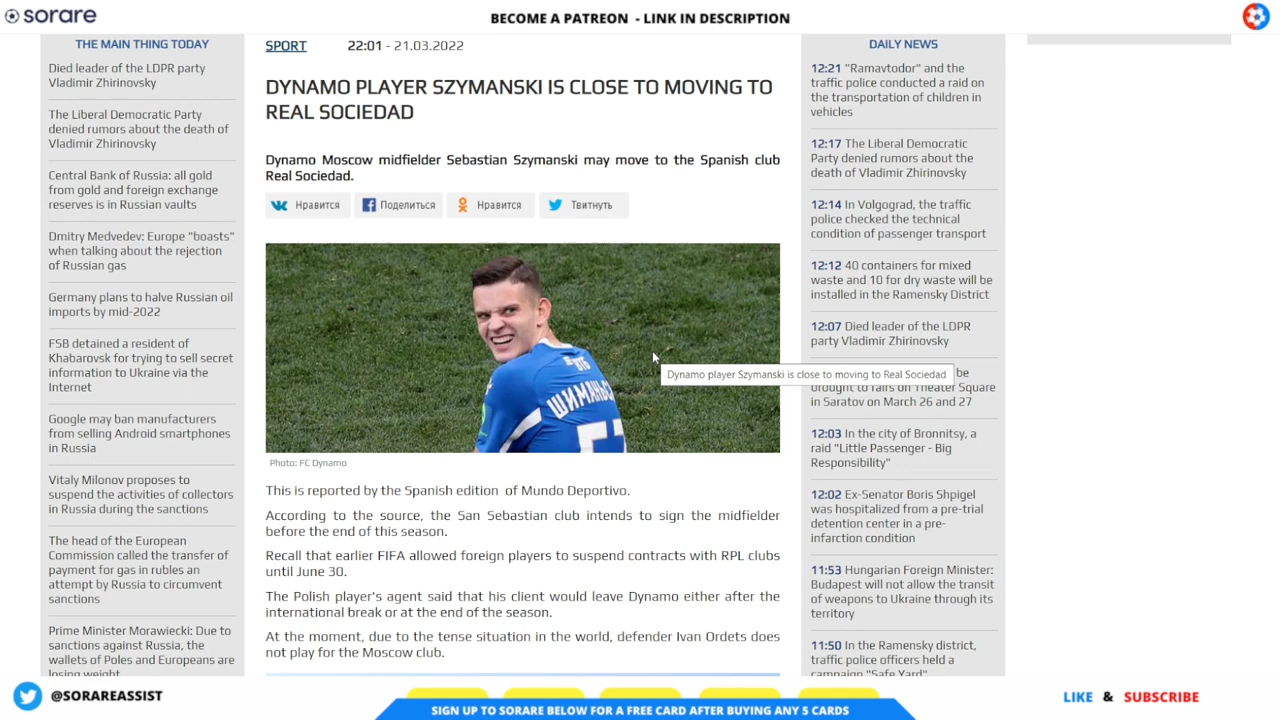 sorare
BECOME A PATREON - LINK IN DESCRIPTION
THE MAIN THING TODAY
Died leader of the LDPR party
Vladimir Zhirinovsky
The Liberal Democratic Party
denied rumors about the death of
Vladimir Zhirinovsky
Central Bank of Russia: all gold
from gold and foreign exchange
reserves is in Russian vaults
Dmitry Medvedev: Europe "boasts"
when talking about the rejection
of Russian gas
Germany plans to halve Russian oil
imports by mid-2022
FSB detained a resident of
Khabarovsk for trying to sell secret
information to Ukraine via the
Internet
Google may ban manufacturers
from selling Android smartphones
in Russia
Vitaly Milonov proposes to
suspend the activities of collectors
in Russia during the sanctions
The head of the European
Commission called the transfer of
payment for gas in rubles an
attempt by Russia to circumvent
sanctions
Prime Minister Morawiecki: Due to
sanctions against Russia, the
wallets of Poles and Europeans are
losing weight
SPORT 22:01 - 21.03.2022
DYNAMO PLAYER SZYMANSKI IS CLOSE TO MOVING TO
REAL SOCIEDAD
Dynamo Moscow midfielder Sebastian Szymanski may move to the Spanish club
Real Sociedad.
Нравится Поделиться Нравится Твитнуть
ВТБ
ШИМАНЬС
Dynamo player Szymanski is close to moving to Real Sociedad
Photo: FC Dynamo
This is reported by the Spanish edition of Mundo Deportivo.
According to the source, the San Sebastian club intends to sign the midfielder
before the end of this season.
Recall that earlier FIFA allowed foreign players to suspend contracts with RPL clubs
until June 30.
The Polish player's agent said that his client would leave Dynamo either after the
international break or at the end of the season.
At the moment, due to the tense situation in the world, defender Ivan Ordets does
not play for the Moscow club.
DAILY NEWS
12:21 "Ramavtodor" and the
traffic police conducted a raid on
the transportation of children in
vehicles
12:17 The Liberal Democratic
Party denied rumors about the
death of Vladimir Zhirinovsky
12:14 In Volgograd, the traffic
police checked the technical
condition of passenger transport
12:12 40 containers for mixed
waste and 10 for dry waste will be
installed in the Ramensky District
12:07 Died leader of the LDPR
party Vladimir Zhirinovsky
be
brought to fairs on Theater Square
in Saratov on March 26 and 27
12:03 In the city of Bronnitsy, a
raid "Little Passenger - Big
Responsibility"
12:02 Ex-Senator Boris Shpigel
was hospitalized from a pre-trial
detention center in a pre-
infarction condition
11:53 Hungarian Foreign Minister:
Budapest will not allow the transit
of weapons to Ukraine through its
territory
11:50 In the Ramensky district,
traffic police officers held a
campaign "Safe Yard"
@SORAREASSIST
SIGN UP TO SORARE BELOW FOR A FREE CARD AFTER BUYING ANY 5 CARDS
LIKE & SUBSCRIBE